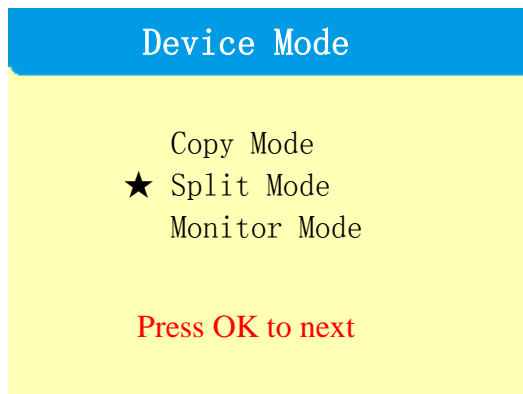 Device Mode
Copy Mode
★ Split Mode
Monitor Mode
Press OK to next